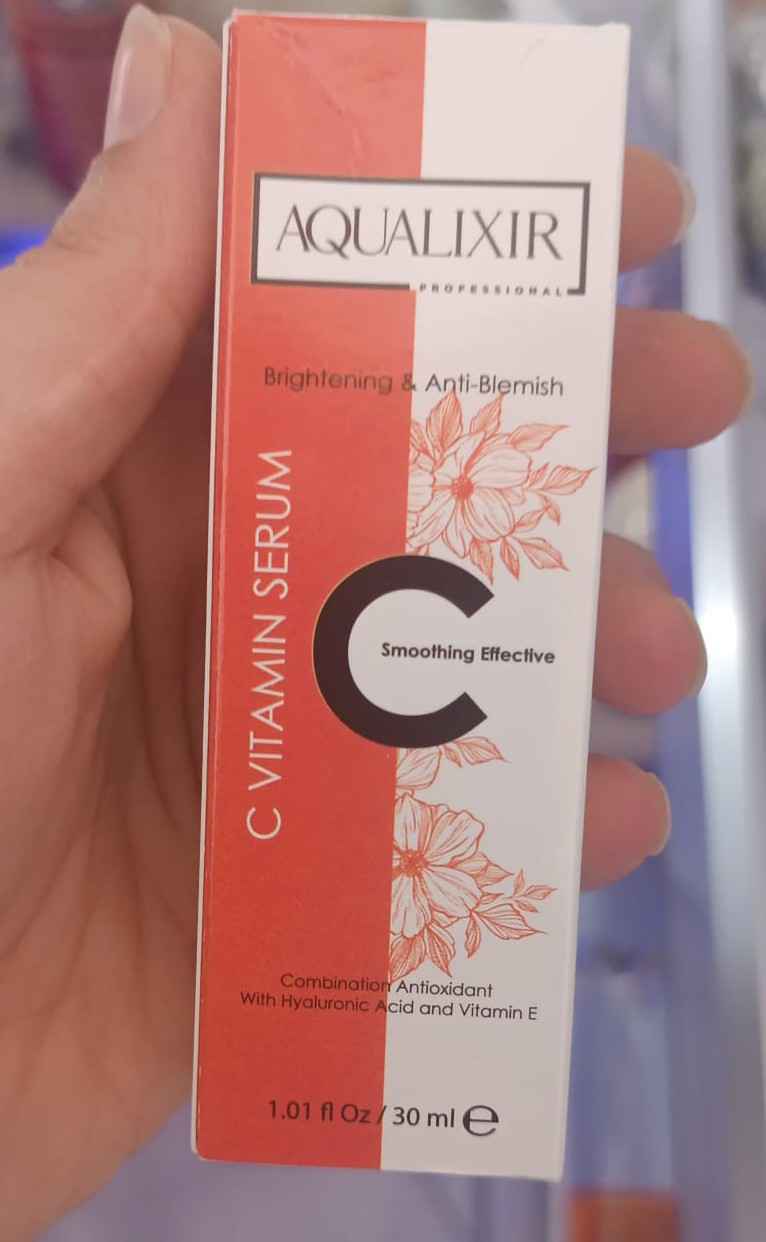 AQUALIXIR
PROFESSIONAL
Brightening & Anti-Blemish
C VITAMIN SERUM
C
Smoothing Effective
Combination Antioxidant
With Hyaluronic Acid and Vitamin E
1.01 fl Oz / 30 ml ℮